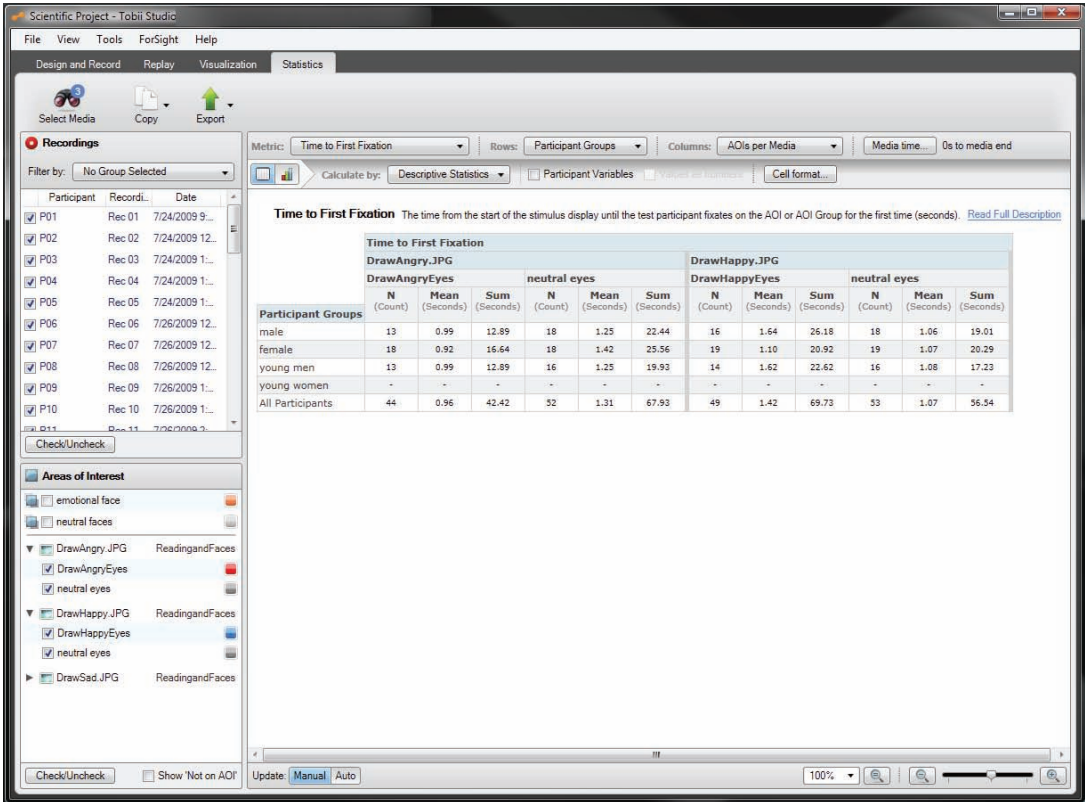 Scientific Project - Tobii Studio
File View Tools ForSight Help
Design and Record Replay Visualization Statistics
3
Select Media Copy Export
Recordings
Filter by: No Group Selected
Participant Recordi... Date
P01 Rec 01 7/24/2009 9:...
P02 Rec 02 7/24/2009 12...
P03 Rec 03 7/24/2009 1:...
P04 Rec 04 7/24/2009 1:...
P05 Rec 05 7/24/2009 1:...
P06 Rec 06 7/26/2009 12...
P07 Rec 07 7/26/2009 12...
P08 Rec 08 7/26/2009 12...
P09 Rec 09 7/26/2009 1:...
P10 Rec 10 7/26/2009 1:...
P11 Rec 11 7/26/2009 2:...
Check/Uncheck
Areas of Interest
emotional face
neutral faces
DrawAngry.JPG ReadingandFaces
DrawAngryEyes
neutral eyes
DrawHappy.JPG ReadingandFaces
DrawHappyEyes
neutral eyes
DrawSad.JPG ReadingandFaces
Check/Uncheck Show 'Not on AOI'
Metric: Time to First Fixation Rows: Participant Groups Columns: AOIs per Media Media time... 0s to media end
Calculate by: Descriptive Statistics Participant Variables Cell format...
Time to First Fixation The time from the start of the stimulus display until the test participant fixates on the AOI or AOI Group for the first time (seconds). Read Full Description
Time to First Fixation
DrawAngry.JPG DrawHappy.JPG
DrawAngryEyes neutral eyes DrawHappyEyes neutral eyes
N Mean Sum N Mean Sum N Mean Sum N Mean Sum
Participant Groups (Count) (Seconds) (Seconds) (Count) (Seconds) (Seconds) (Count) (Seconds) (Seconds) (Count) (Seconds) (Seconds)
male 13 0.99 12.89 18 1.25 22.44 16 1.64 26.18 18 1.06 19.01
female 18 0.92 16.64 18 1.42 25.56 19 1.10 20.92 19 1.07 20.29
young men 13 0.99 12.89 16 1.25 19.93 14 1.62 22.62 16 1.08 17.23
young women - - - - - - - - - - - -
All Participants 44 0.96 42.42 52 1.31 67.93 49 1.42 69.73 53 1.07 56.54
Update: Manual Auto 100%